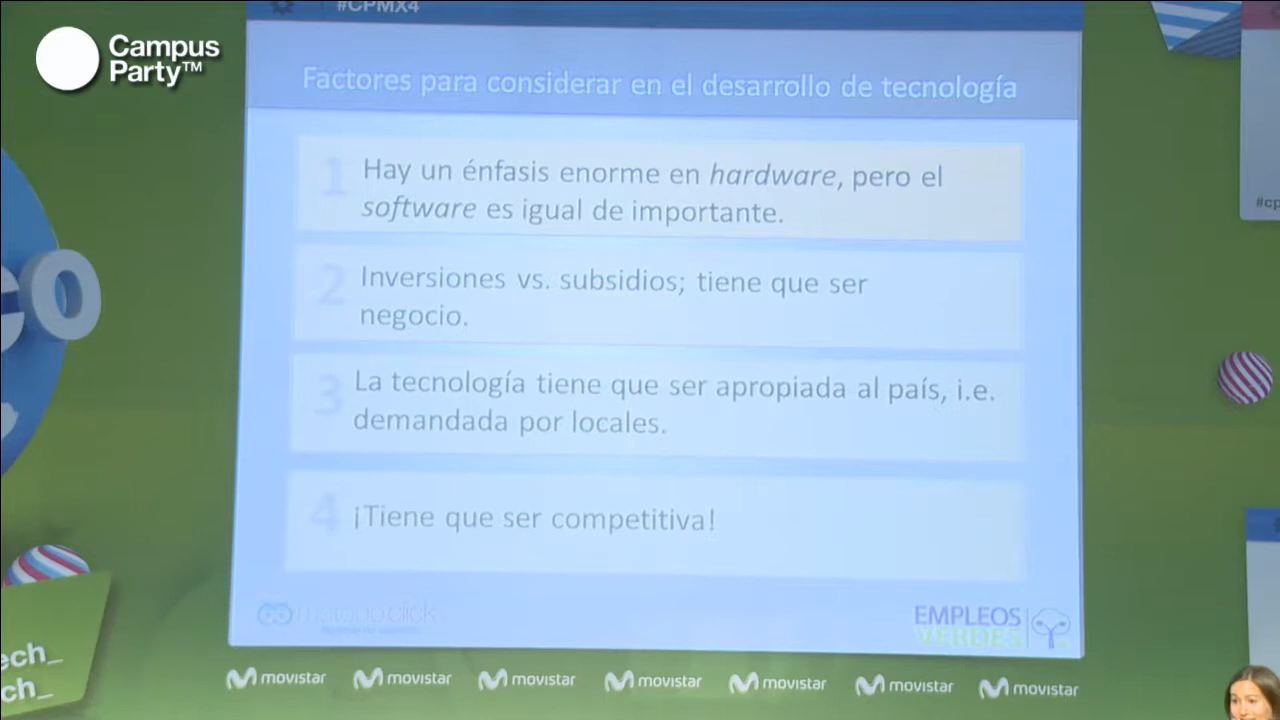 #CPMX4
Campus
Party™
Factores para considerar en el desarrollo de tecnología
1
Hay un énfasis enorme en hardware, pero el
software es igual de importante.
2
Inversiones vs. subsidios; tiene que ser
negocio.
3
La tecnología tiene que ser apropiada al país, i.e.
demandada por locales.
4
¡Tiene que ser competitiva!
EMPLEOS
VERDES
movistar movistar movistar movistar movistar movistar movistar
#cp
eo
ech_
ch_